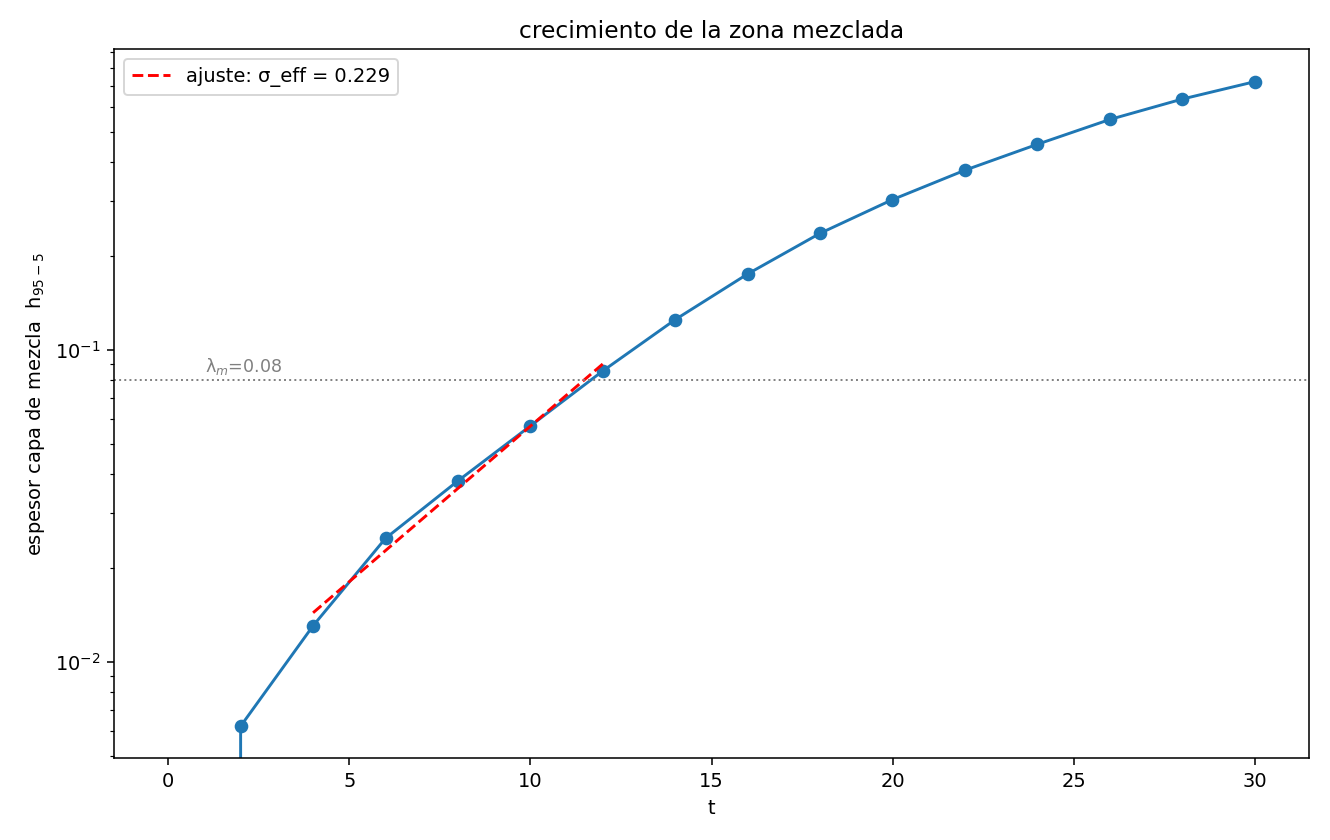 crecimiento de la zona mezclada
ajuste: σ_eff = 0.229
espesor capa de mezcla h₉₅₋₅
10⁻¹
λₘ=0.08
10⁻²
0 5 10 15 20 25 30
t